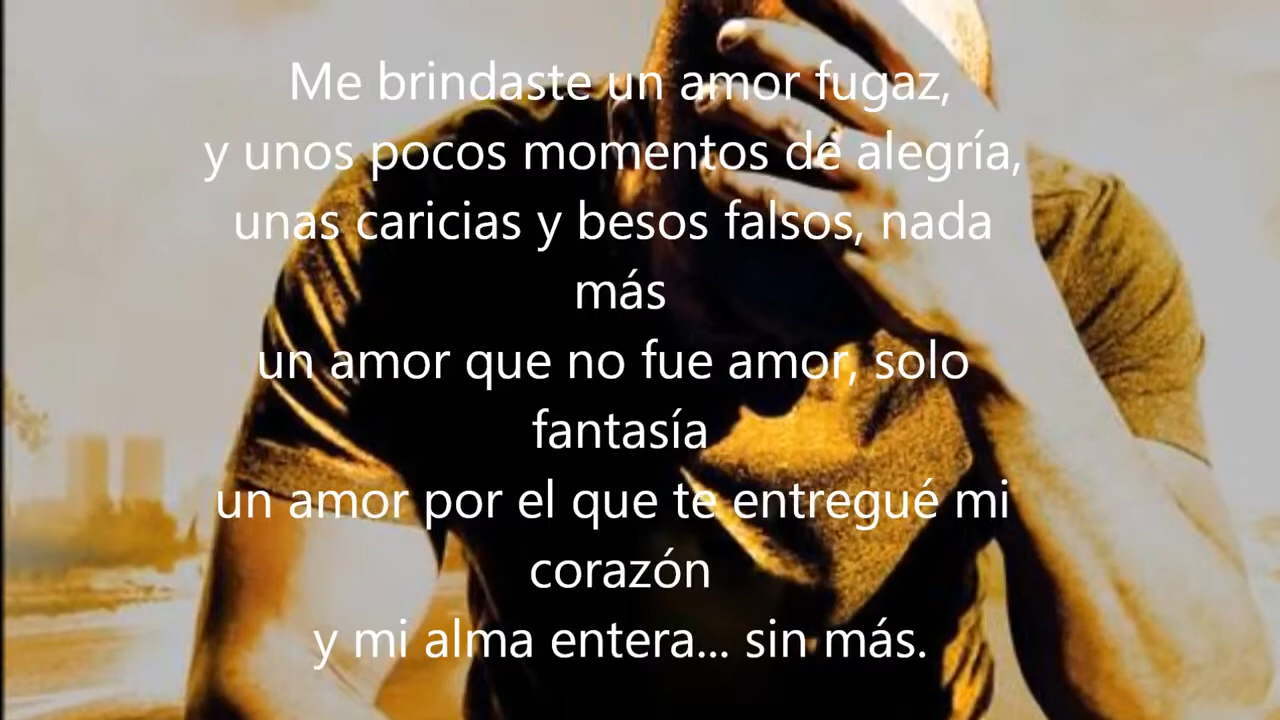 Me brindaste un amor fugaz,
y unos pocos momentos de alegría,
unas caricias y besos falsos, nada
más
un amor que no fue amor, solo
fantasía
un amor por el que te entregué mi
corazón
y mi alma entera... sin más.